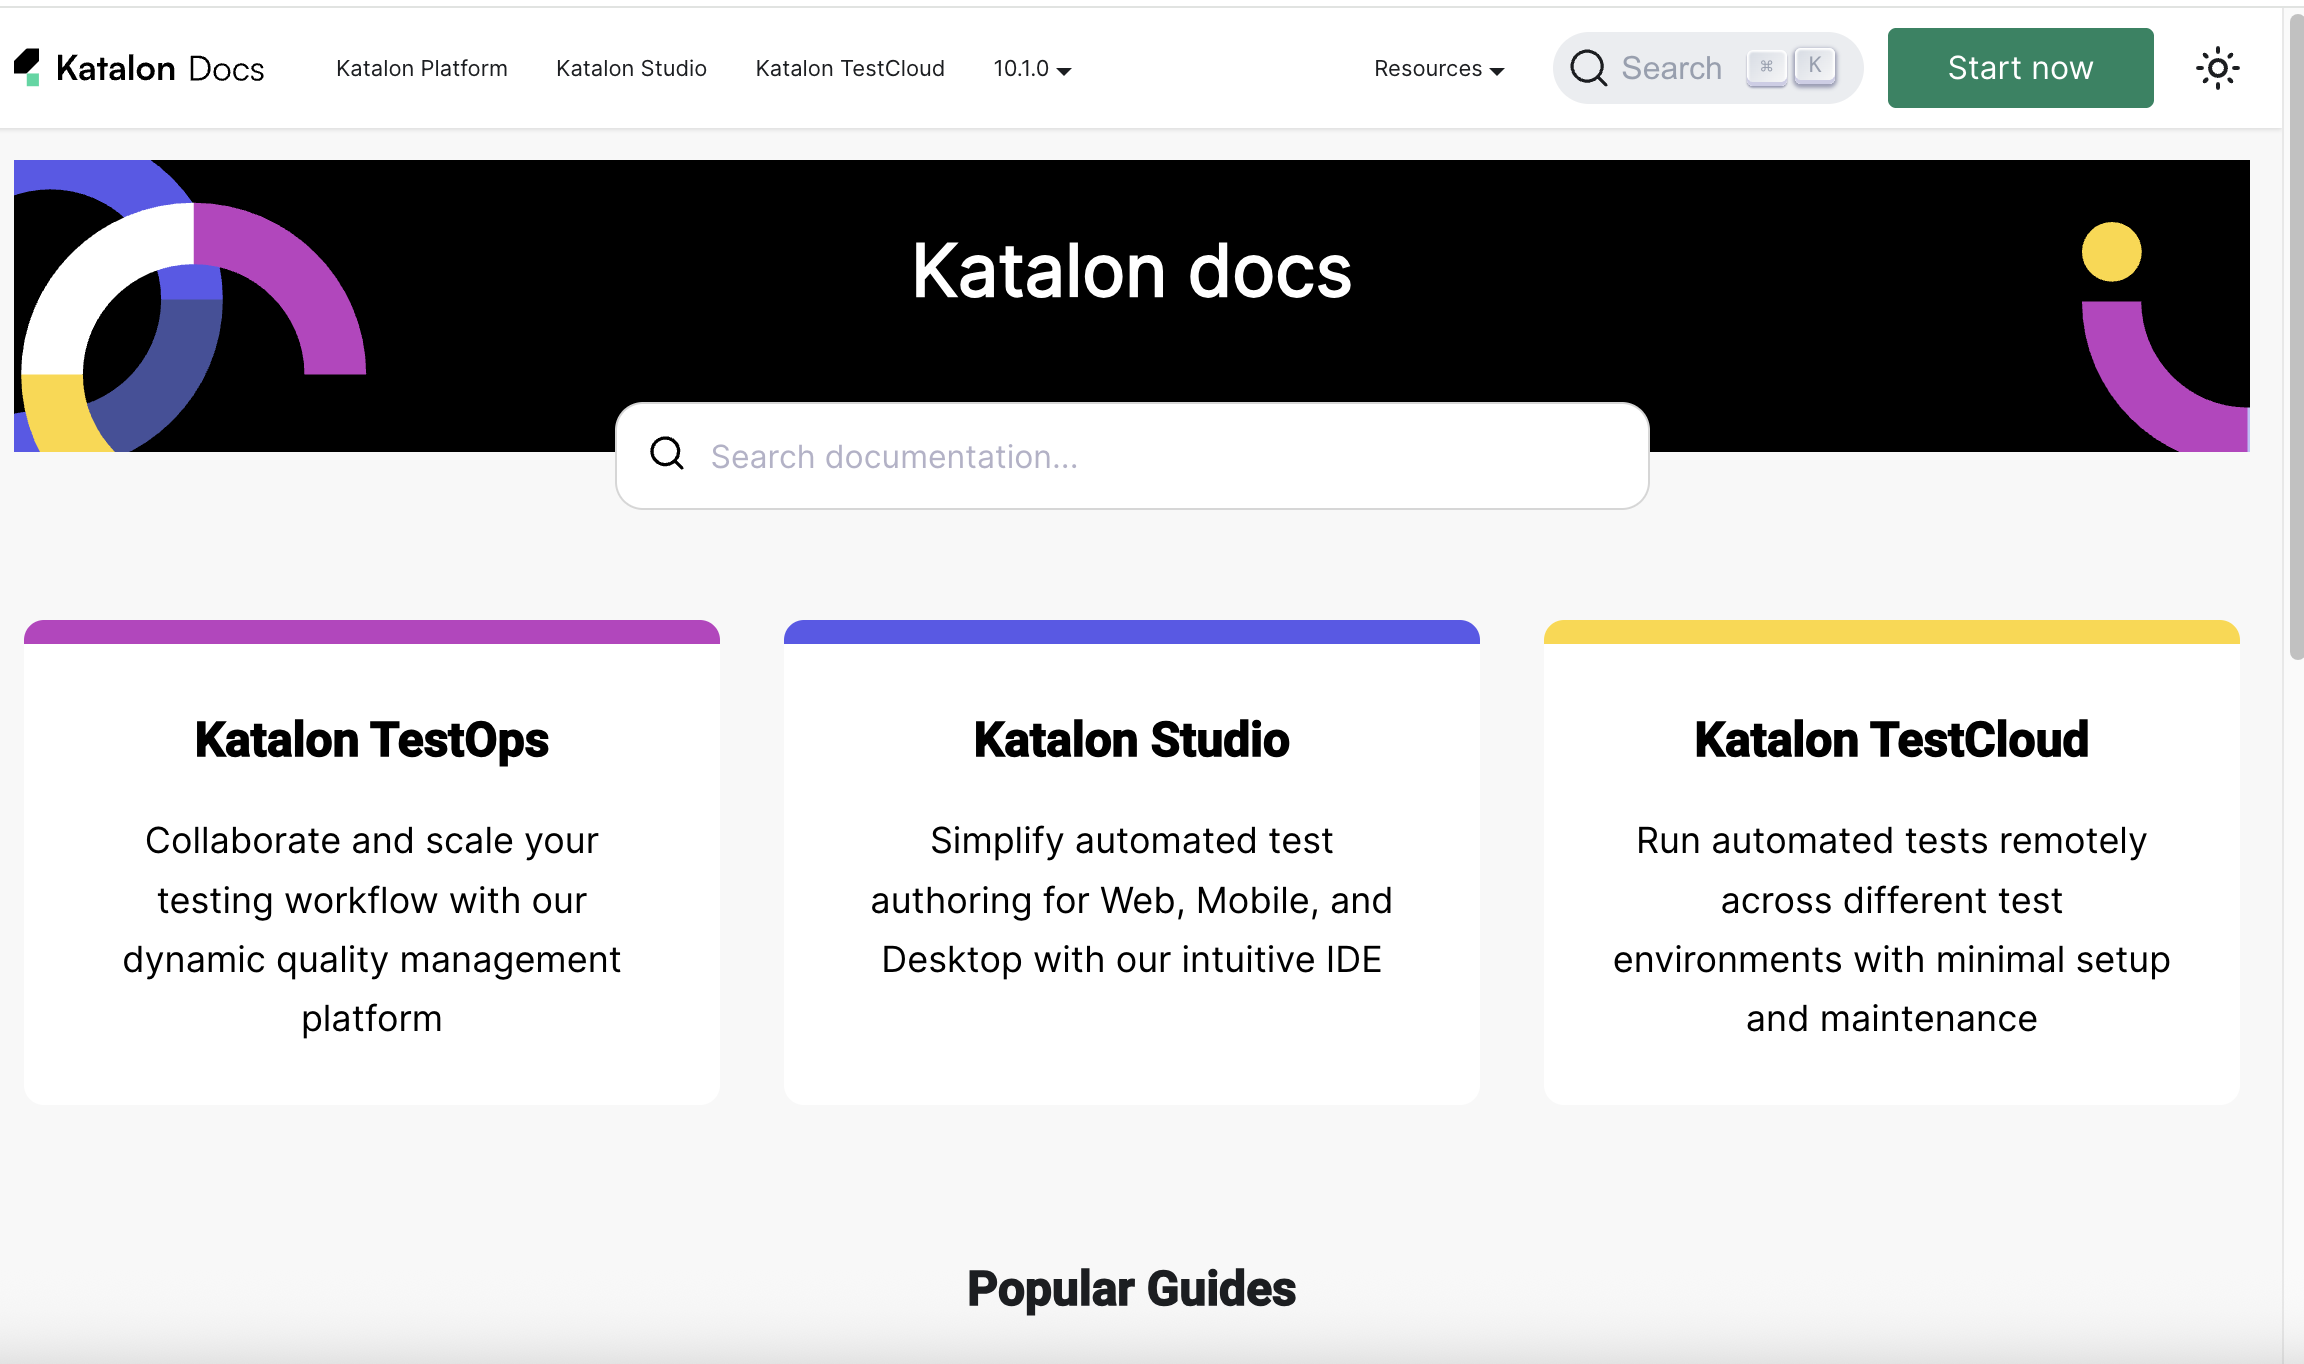 Katalon Docs Katalon Platform Katalon Studio Katalon TestCloud 10.1.0 Resources Search ⌘ K Start now
Katalon docs
Search documentation...
Katalon TestOps
Collaborate and scale your
testing workflow with our
dynamic quality management
platform
Katalon Studio
Simplify automated test
authoring for Web, Mobile, and
Desktop with our intuitive IDE
Katalon TestCloud
Run automated tests remotely
across different test
environments with minimal setup
and maintenance
Popular Guides